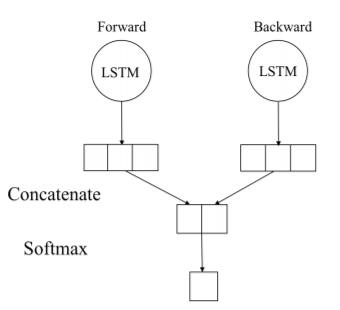 Forward
Backward
LSTM
LSTM
Concatenate
Softmax